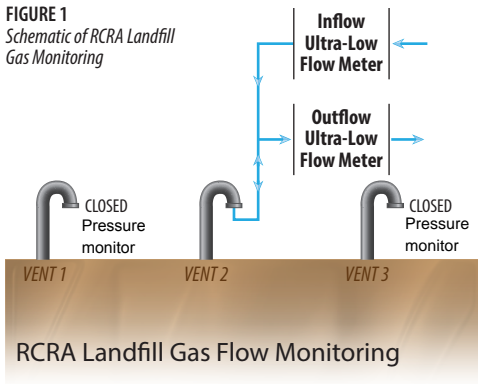 FIGURE 1
Schematic of RCRA Landfill
Gas Monitoring
Inflow
Ultra-Low
Flow Meter
Outflow
Ultra-Low
Flow Meter
CLOSED
Pressure
monitor
CLOSED
Pressure
monitor
VENT 1
VENT 2
VENT 3
RCRA Landfill Gas Flow Monitoring